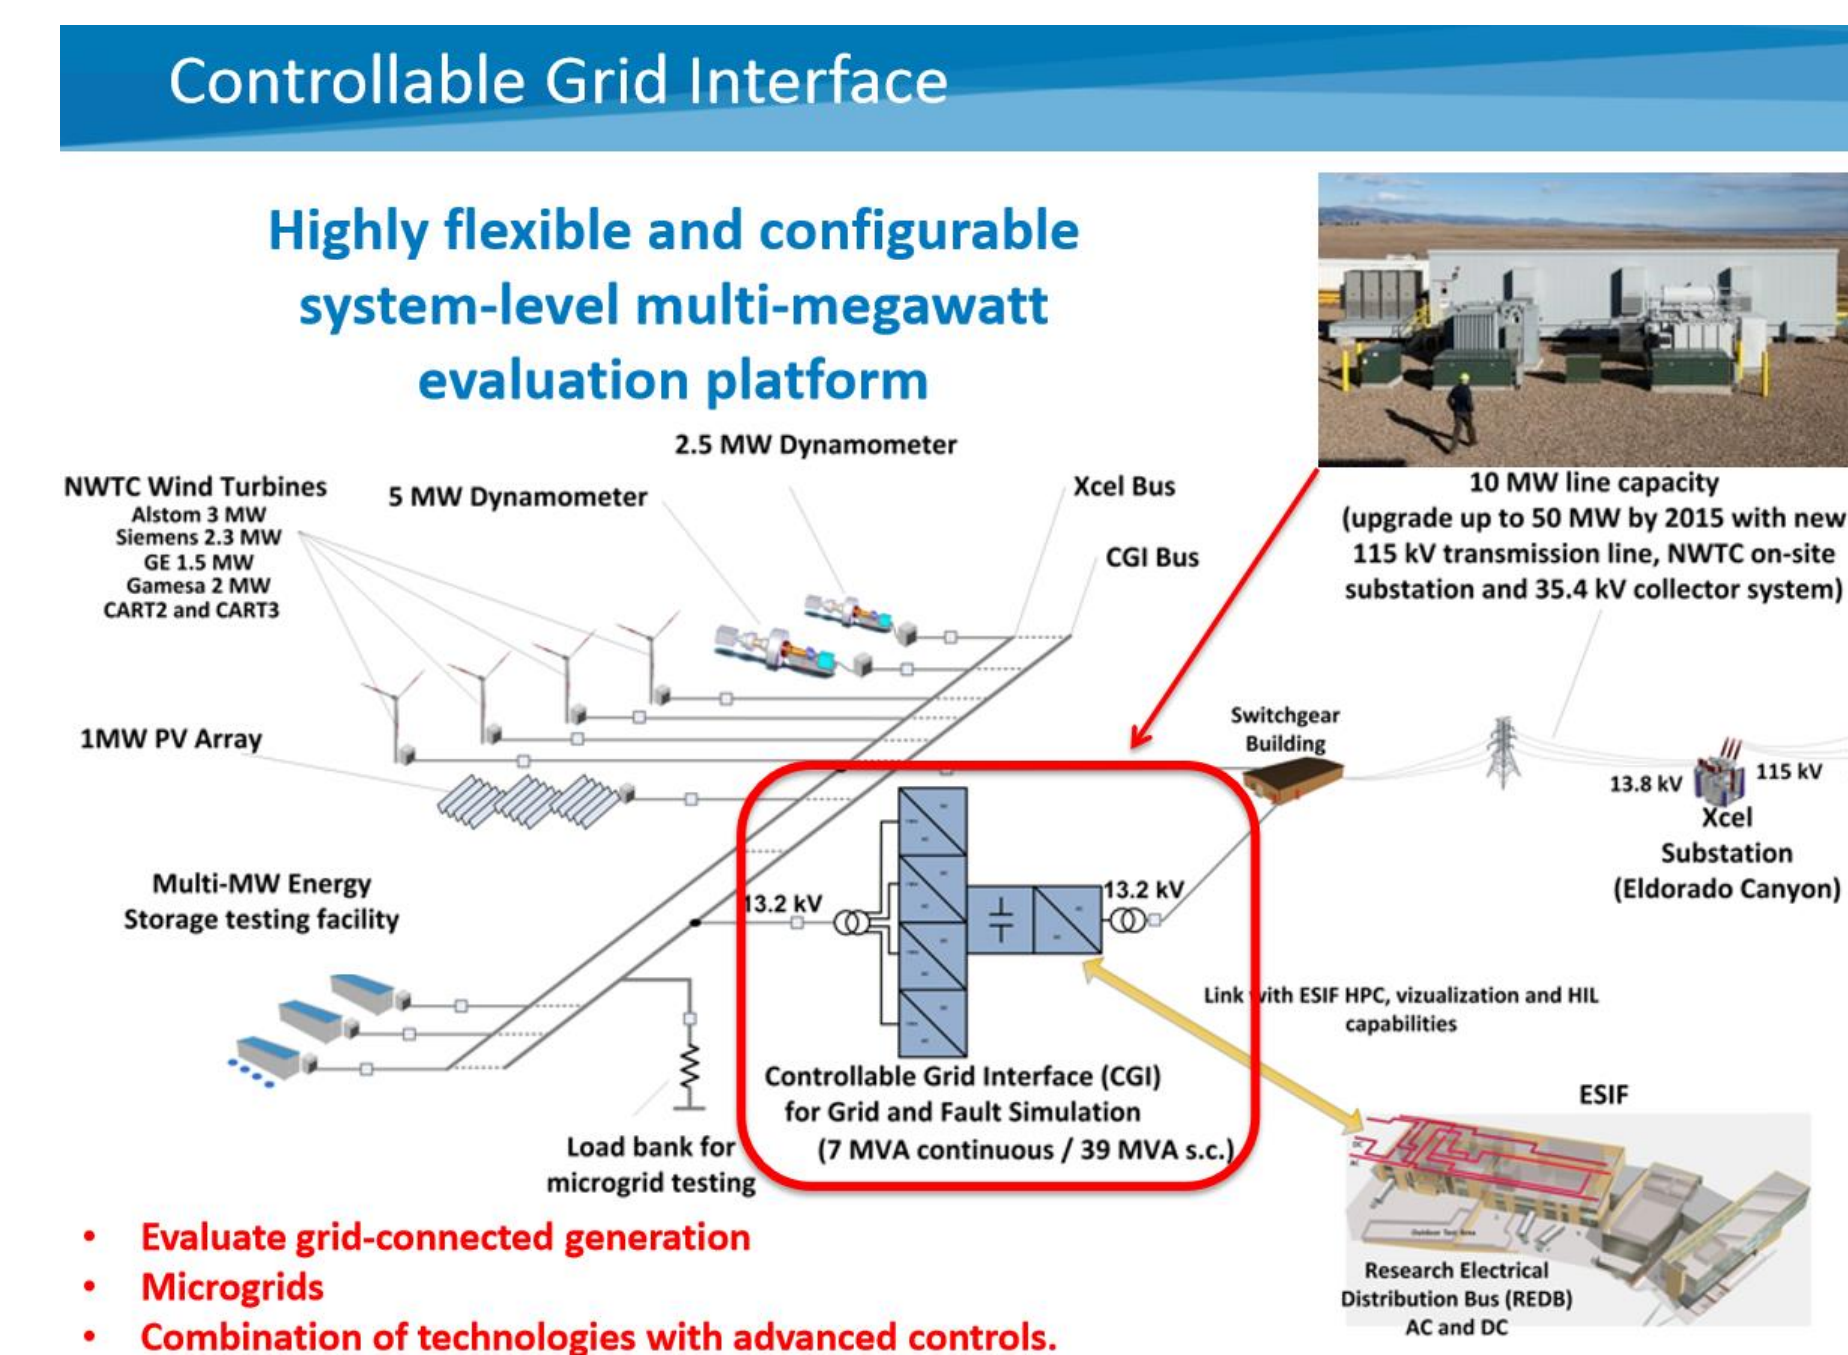 Controllable Grid Interface
Highly flexible and configurable
system-level multi-megawatt
evaluation platform
2.5 MW Dynamometer
NWTC Wind Turbines
Alstom 3 MW
Siemens 2.3 MW
GE 1.5 MW
Gamesa 2 MW
CART2 and CART3
5 MW Dynamometer
Xcel Bus
CGI Bus
10 MW line capacity
(upgrade up to 50 MW by 2015 with new
115 kV transmission line, NWTC on-site
substation and 35.4 kV collector system)
1MW PV Array
Switchgear
Building
13.8 kV
115 kV
Xcel
Substation
(Eldorado Canyon)
Multi-MW Energy
Storage testing facility
13.2 kV
13.2 kV
Link with ESIF HPC, vizualization and HIL
capabilities
Controllable Grid Interface (CGI)
for Grid and Fault Simulation
(7 MVA continuous / 39 MVA s.c.)
Load bank for
microgrid testing
ESIF
DC
AC
Outdoor Test Area
Research Electrical
Distribution Bus (REDB)
AC and DC
• Evaluate grid-connected generation
• Microgrids
• Combination of technologies with advanced controls.